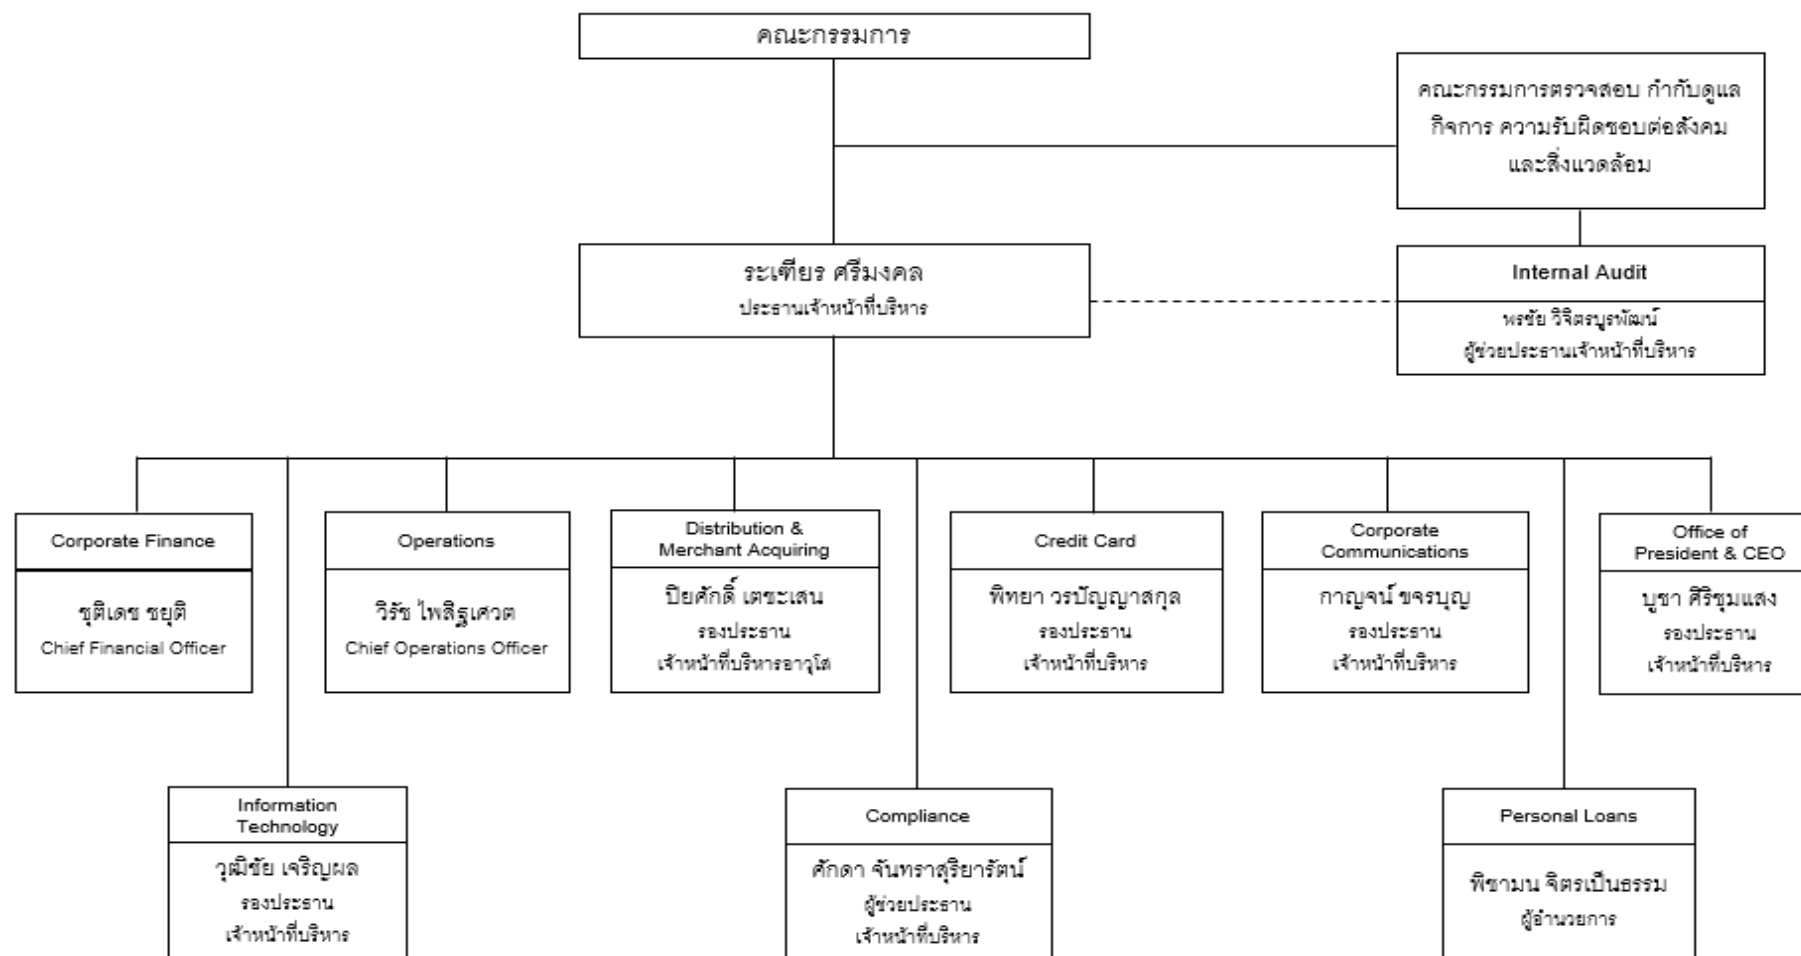 คณะกรรมการ
คณะกรรมการตรวจสอบ กำกับดูแล
กิจการ ความรับผิดชอบต่อสังคม
และสิ่งแวดล้อม
ระเฑียร ศรีมงคล
ประธานเจ้าหน้าที่บริหาร
Internal Audit
พรชัย วิจิตรบูรพัฒน์
ผู้ช่วยประธานเจ้าหน้าที่บริหาร
Corporate Finance
ชุติเดช ชยุติ
Chief Financial Officer
Operations
วิรัช ไพสิฐเศวต
Chief Operations Officer
Distribution &
Merchant Acquiring
ปิยศักดิ์ เตชะเสน
รองประธาน
เจ้าหน้าที่บริหารอาวุโส
Credit Card
พิทยา วรปัญญาสกุล
รองประธาน
เจ้าหน้าที่บริหาร
Corporate
Communications
กาญจน์ ขจรบุญ
รองประธาน
เจ้าหน้าที่บริหาร
Office of
President & CEO
บูชา ศิริชุมแสง
รองประธาน
เจ้าหน้าที่บริหาร
Information
Technology
วุฒิชัย เจริญผล
รองประธาน
เจ้าหน้าที่บริหาร
Compliance
ศักดา จันทราสุริยารัตน์
ผู้ช่วยประธาน
เจ้าหน้าที่บริหาร
Personal Loans
พิชามน จิตรเป็นธรรม
ผู้อำนวยการ